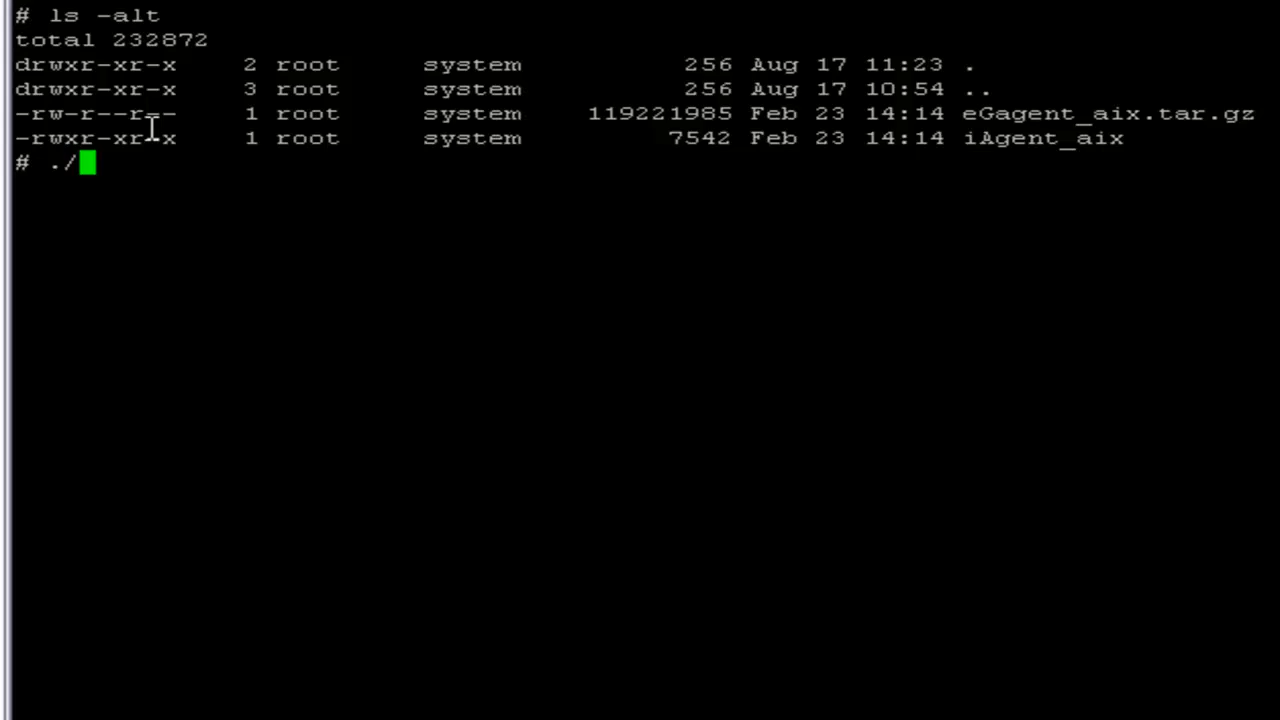 # ls -alt
total 232872
drwxr-xr-x 2 root system 256 Aug 17 11:23 .
drwxr-xr-x 3 root system 256 Aug 17 10:54 ..
-rw-r--r-- 1 root system 119221985 Feb 23 14:14 eGagent_aix.tar.gz
-rwxr-xr-x 1 root system 7542 Feb 23 14:14 iAgent_aix
# ./